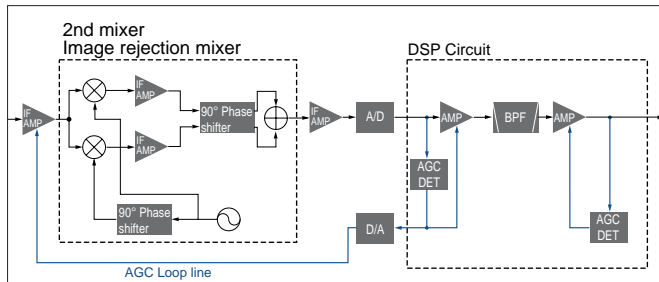 2nd mixer
Image rejection mixer
DSP Circuit
IF
AMP
IF
AMP
IF
AMP
90° Phase
shifter
IF
AMP
A/D
AMP
BPF
AMP
AGC
DET
90° Phase
shifter
D/A
AGC
DET
AGC Loop line